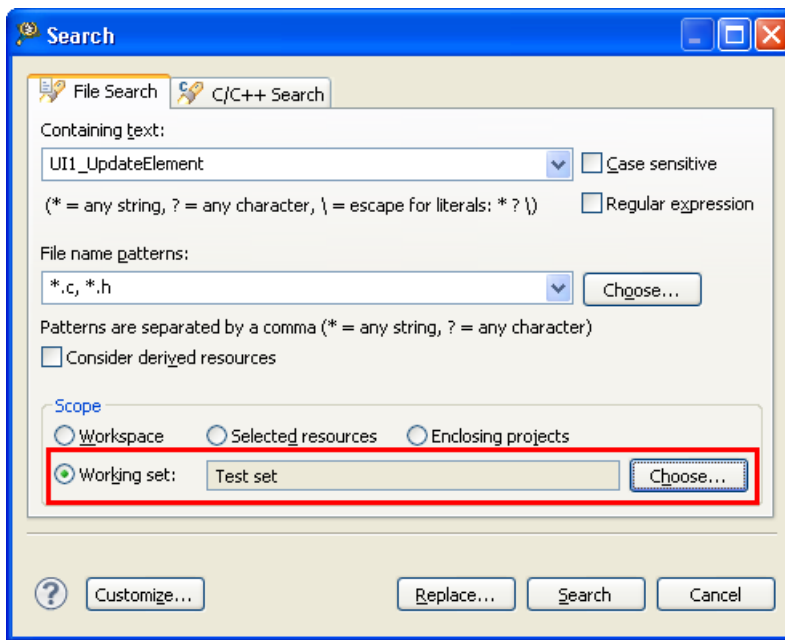 Search
File Search C/C++ Search
Containing text:
UI1_UpdateElement Case sensitive
(* = any string, ? = any character, \ = escape for literals: * ? \) Regular expression
File name patterns:
*.c, *.h Choose...
Patterns are separated by a comma (* = any string, ? = any character)
Consider derived resources
Scope
Workspace Selected resources Enclosing projects
Working set: Test set Choose...
? Customize... Replace... Search Cancel